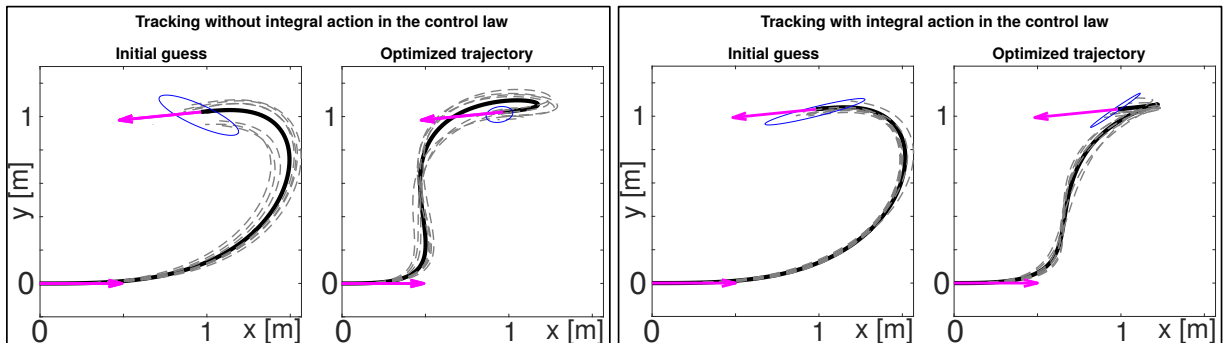 Tracking without integral action in the control law
Initial guess
Optimized trajectory
1
0
y [m]
0
1
x [m]
1
0
0
1
x [m]
Tracking with integral action in the control law
Initial guess
Optimized trajectory
1
0
y [m]
0
1
x [m]
1
0
0
1
x [m]